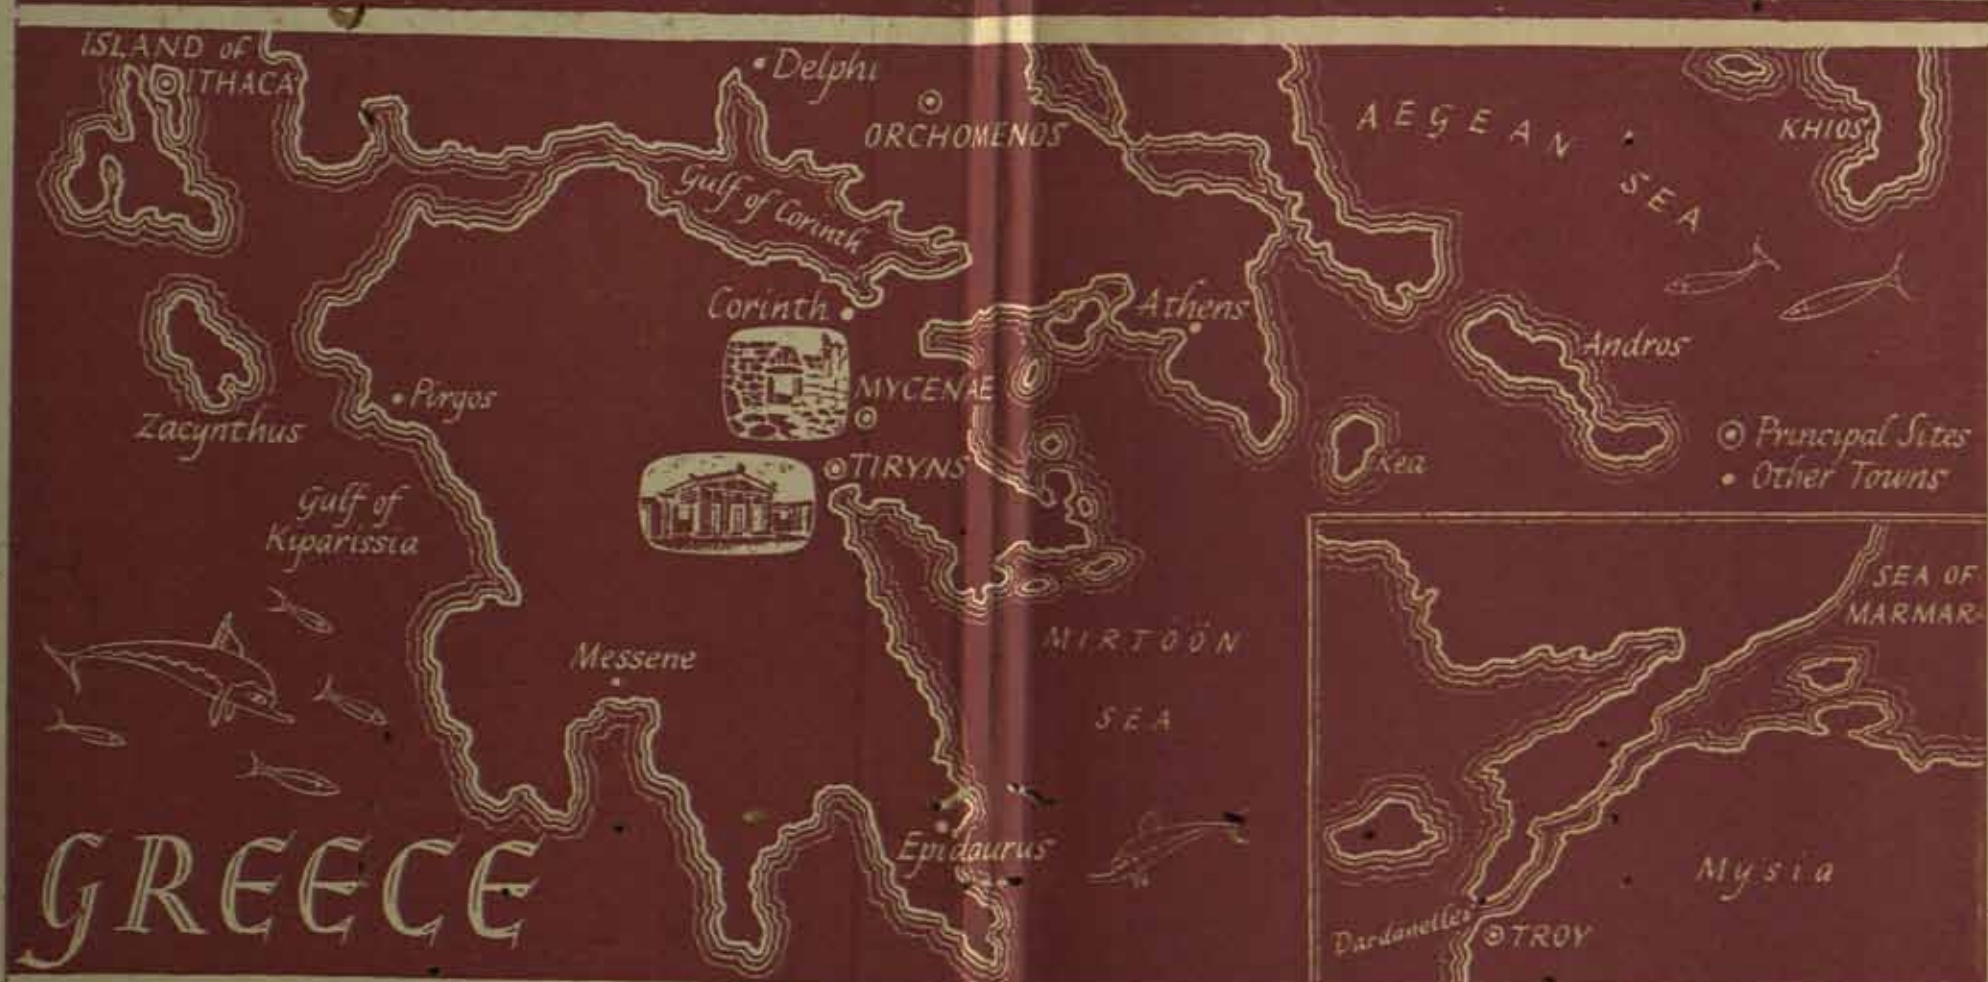 ISLAND of
ITHACA
Delphi
ORCHOMENOS
AEGEAN
SEA
KHIOS
Gulf of Corinth
Corinth
Athens
Andros
MYCENAE
Pirgos
Zacynthus
Principal Sites
Kea
TIRYNS
Other Towns
Gulf of
Kiparissia
SEA OF
MARMAR
MIRTOÖN
SEA
Messene
Epidaurus
Mysia
GREECE
Dardanelles
TROY